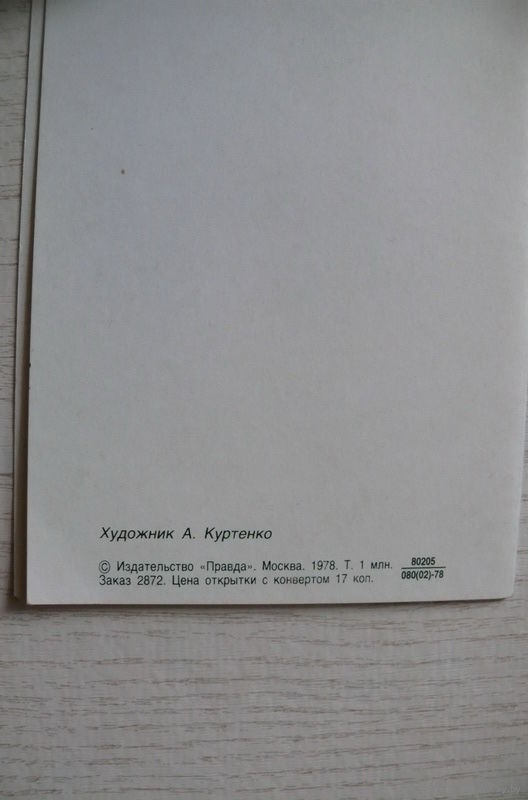 Художник А. Куртенко
© Издательство «Правда». Москва. 1978. Т. 1 млн.
Заказ 2872. Цена открытки с конвертом 17 коп.
80205
080(02)-78